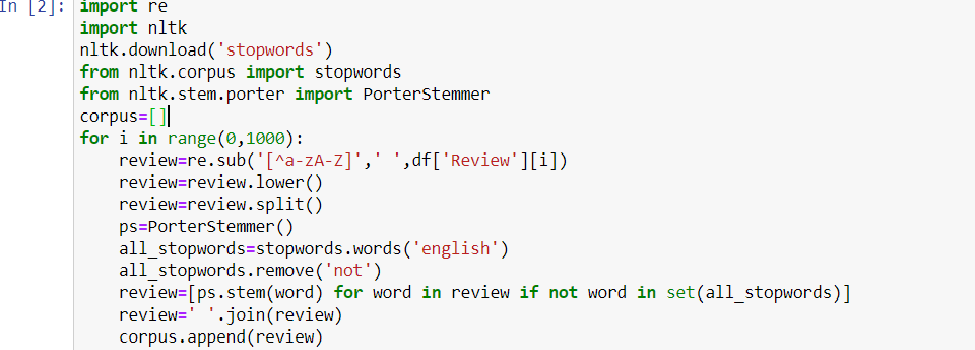 In [2]: import re
import nltk
nltk.download('stopwords')
from nltk.corpus import stopwords
from nltk.stem.porter import PorterStemmer
corpus=[]
for i in range(0,1000):
    review=re.sub('[^a-zA-Z]',' ',df['Review'][i])
    review=review.lower()
    review=review.split()
    ps=PorterStemmer()
    all_stopwords=stopwords.words('english')
    all_stopwords.remove('not')
    review=[ps.stem(word) for word in review if not word in set(all_stopwords)]
    review=' '.join(review)
    corpus.append(review)